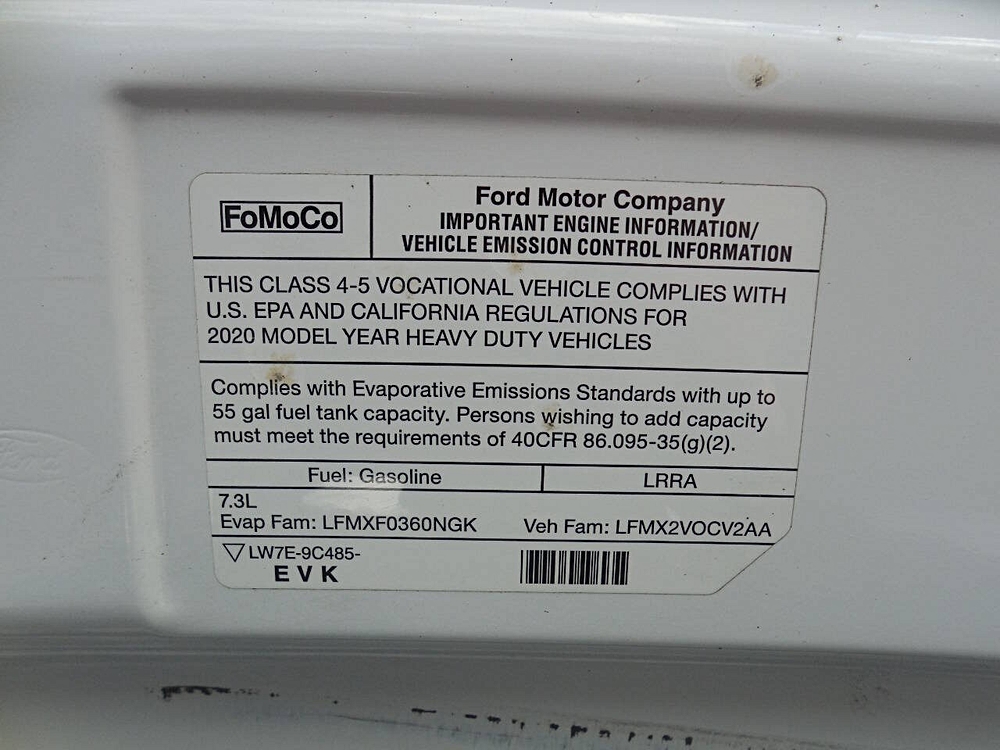 FoMoCo
Ford Motor Company
IMPORTANT ENGINE INFORMATION/
VEHICLE EMISSION CONTROL INFORMATION
THIS CLASS 4-5 VOCATIONAL VEHICLE COMPLIES WITH
U.S. EPA AND CALIFORNIA REGULATIONS FOR
2020 MODEL YEAR HEAVY DUTY VEHICLES
Complies with Evaporative Emissions Standards with up to
55 gal fuel tank capacity. Persons wishing to add capacity
must meet the requirements of 40CFR 86.095-35(g)(2).
Fuel: Gasoline LRRA
7.3L
Evap Fam: LFMXF0360NGK Veh Fam: LFMX2VOCV2AA
LW7E-9C485-
E V K